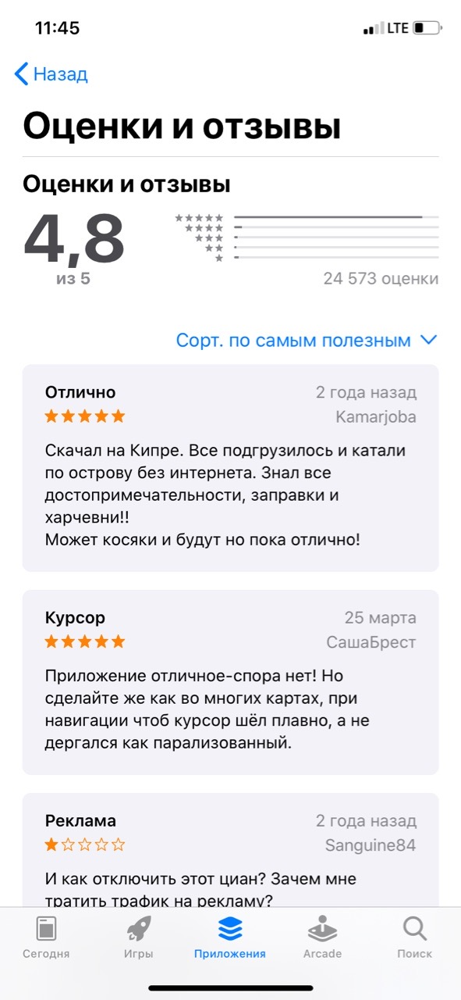 11:45
LTE
Назад
Оценки и отзывы
Оценки и отзывы
4,8
из 5
24 573 оценки
Сорт. по самым полезным
Отлично
2 года назад
Kamarjoba
Скачал на Кипре. Все подгрузилось и катали
по острову без интернета. Знал все
достопримечательности, заправки и
харчевни!!
Может косяки и будут но пока отлично!
Курсор
25 марта
СашаБрест
Приложение отличное-спора нет! Но
сделайте же как во многих картах, при
навигации чтоб курсор шёл плавно, а не
дергался как парализованный.
Реклама
2 года назад
Sanguine84
И как отключить этот циан? Зачем мне
тратить трафик на рекламу?
Сегодня
Игры
Приложения
Arcade
Поиск